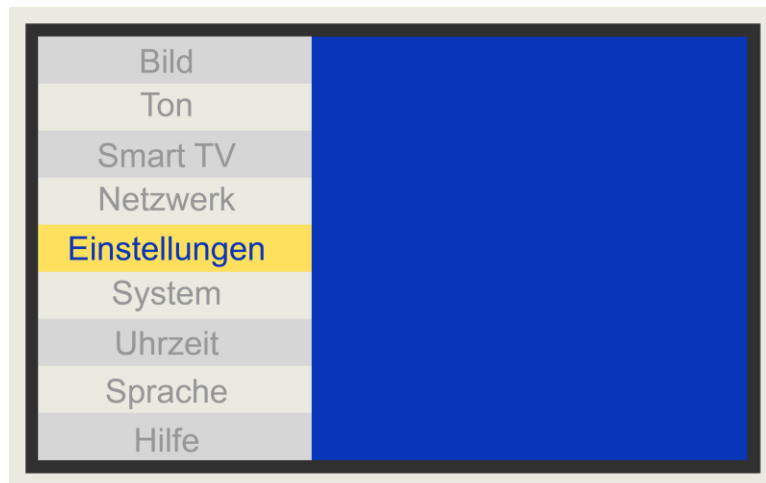 Bild
Ton
Smart TV
Netzwerk
Einstellungen
System
Uhrzeit
Sprache
Hilfe